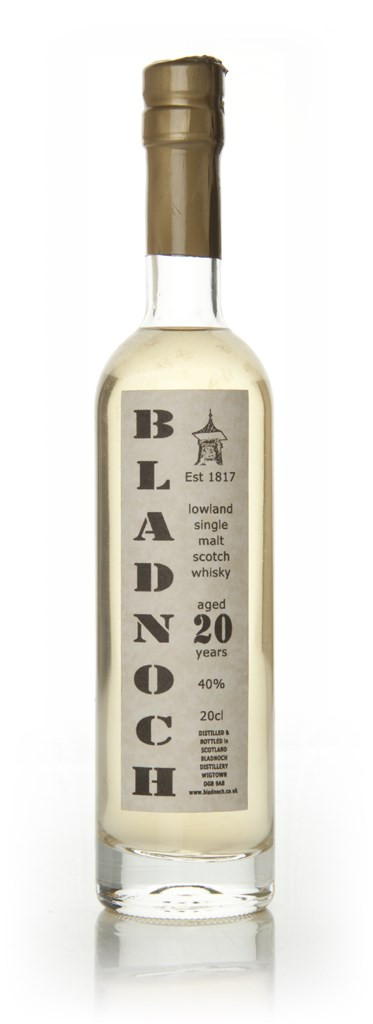 BLADNOCH
Est 1817
lowland
single
malt
scotch
whisky
aged
20
years
40%
20cl
DISTILLED &
BOTTLED in
SCOTLAND
BLADNOCH
DISTILLERY
WIGTOWN
DG8 9AB
www.bladnoch.co.uk